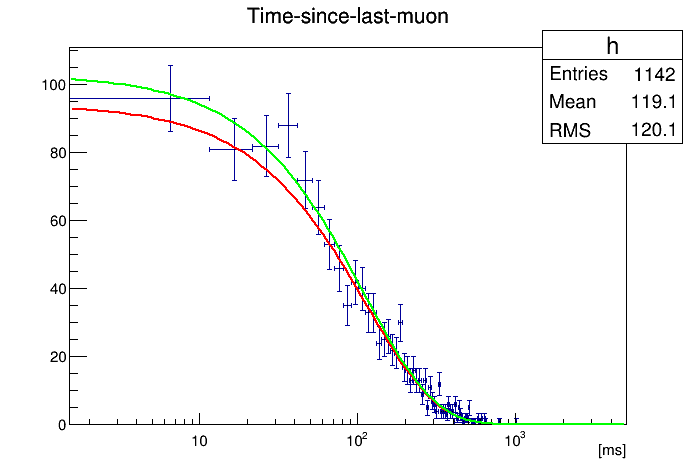 Time-since-last-muon
h
Entries 1142
Mean 119.1
RMS 120.1
100
80
60
40
20
0
10
10²
10³
[ms]